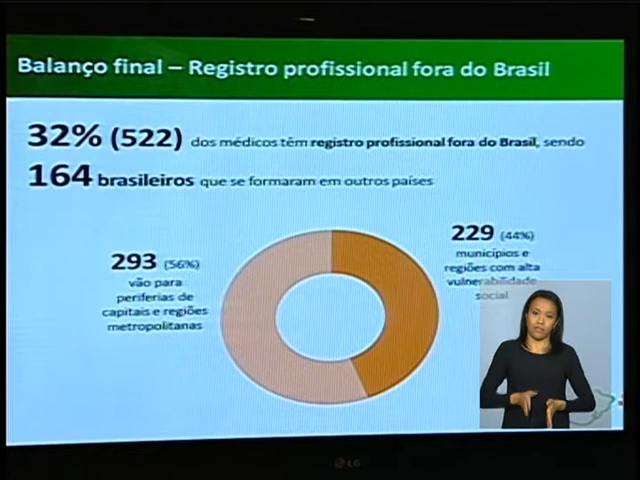 Balanço final – Registro profissional fora do Brasil
32% (522) dos médicos têm registro profissional fora do Brasil, sendo
164 brasileiros que se formaram em outros países
293 (56%)
vão para
periferias de
capitais e regiões
metropolitanas
229 (44%)
municípios e
regiões com alta
vulnerabilidade
social
LG